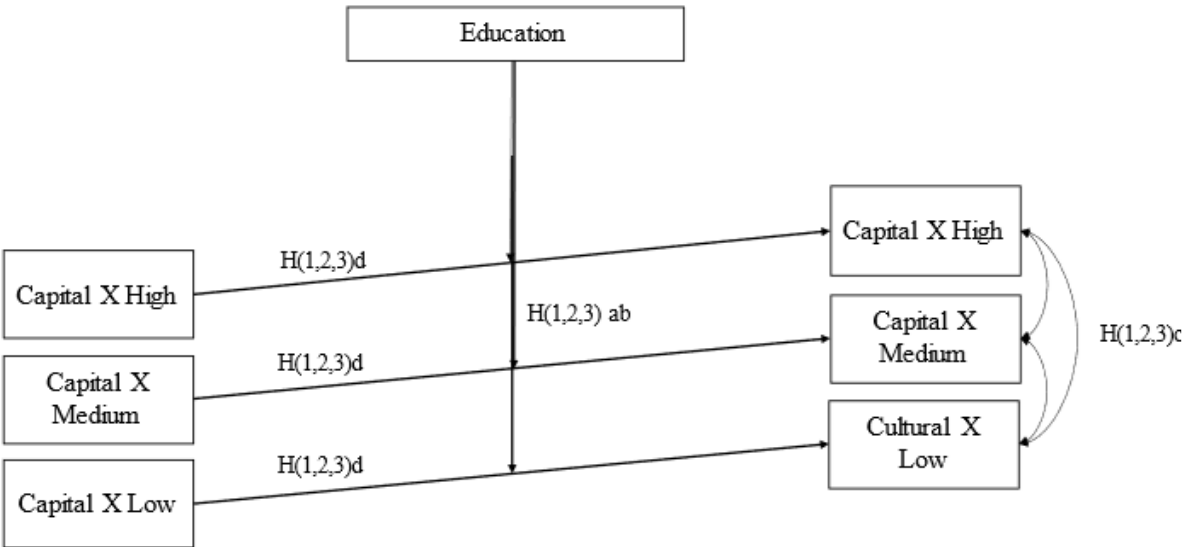 Education
Capital X High
H(1,2,3)d
Capital X High
H(1,2,3) ab
Capital X
Medium
H(1,2,3)c
H(1,2,3)d
Capital X
Medium
Cultural X
Low
H(1,2,3)d
Capital X Low